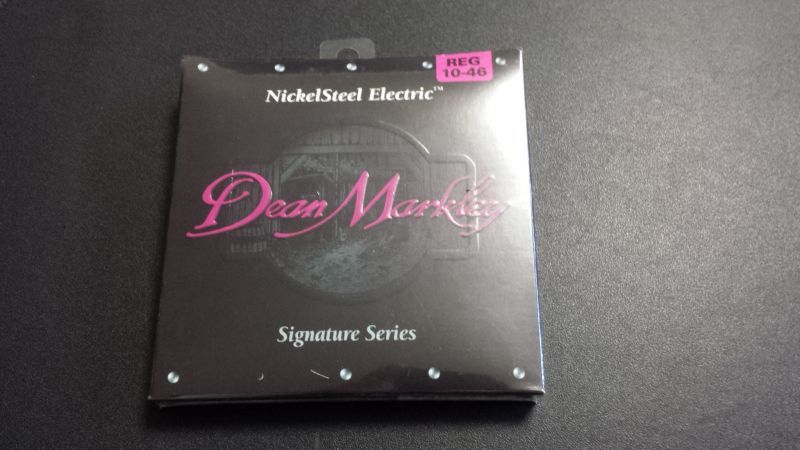 REG
10-46
NickelSteel Electric™
Dean Markley
Signature Series